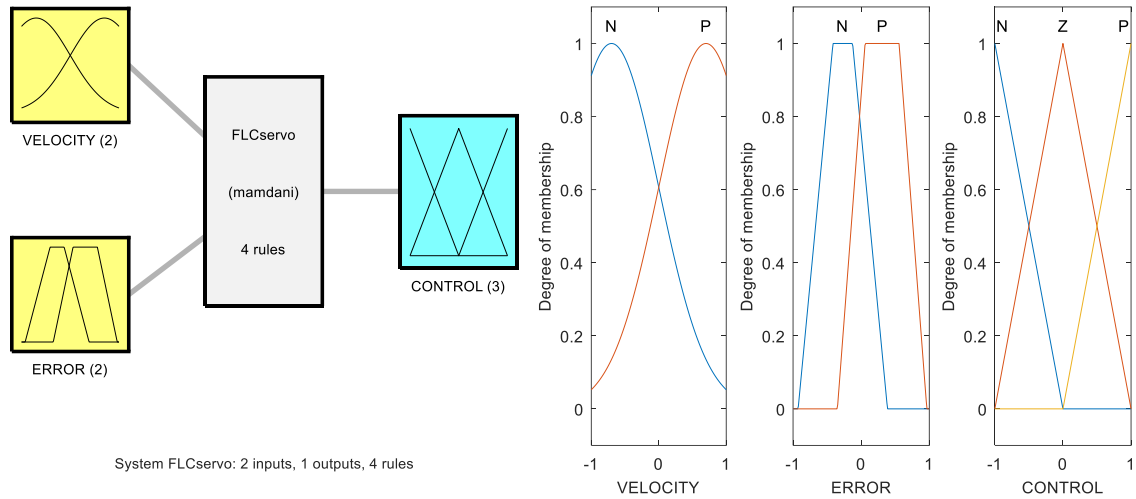 VELOCITY (2)
FLCservo
(mamdani)
4 rules
ERROR (2)
CONTROL (3)
System FLCservo: 2 inputs, 1 outputs, 4 rules
N P
1
0.8
0.6
0.4
0.2
0
Degree of membership
-1 0 1
VELOCITY
N P
1
0.8
0.6
0.4
0.2
0
Degree of membership
-1 0 1
ERROR
N Z P
1
0.8
0.6
0.4
0.2
0
Degree of membership
-1 0 1
CONTROL